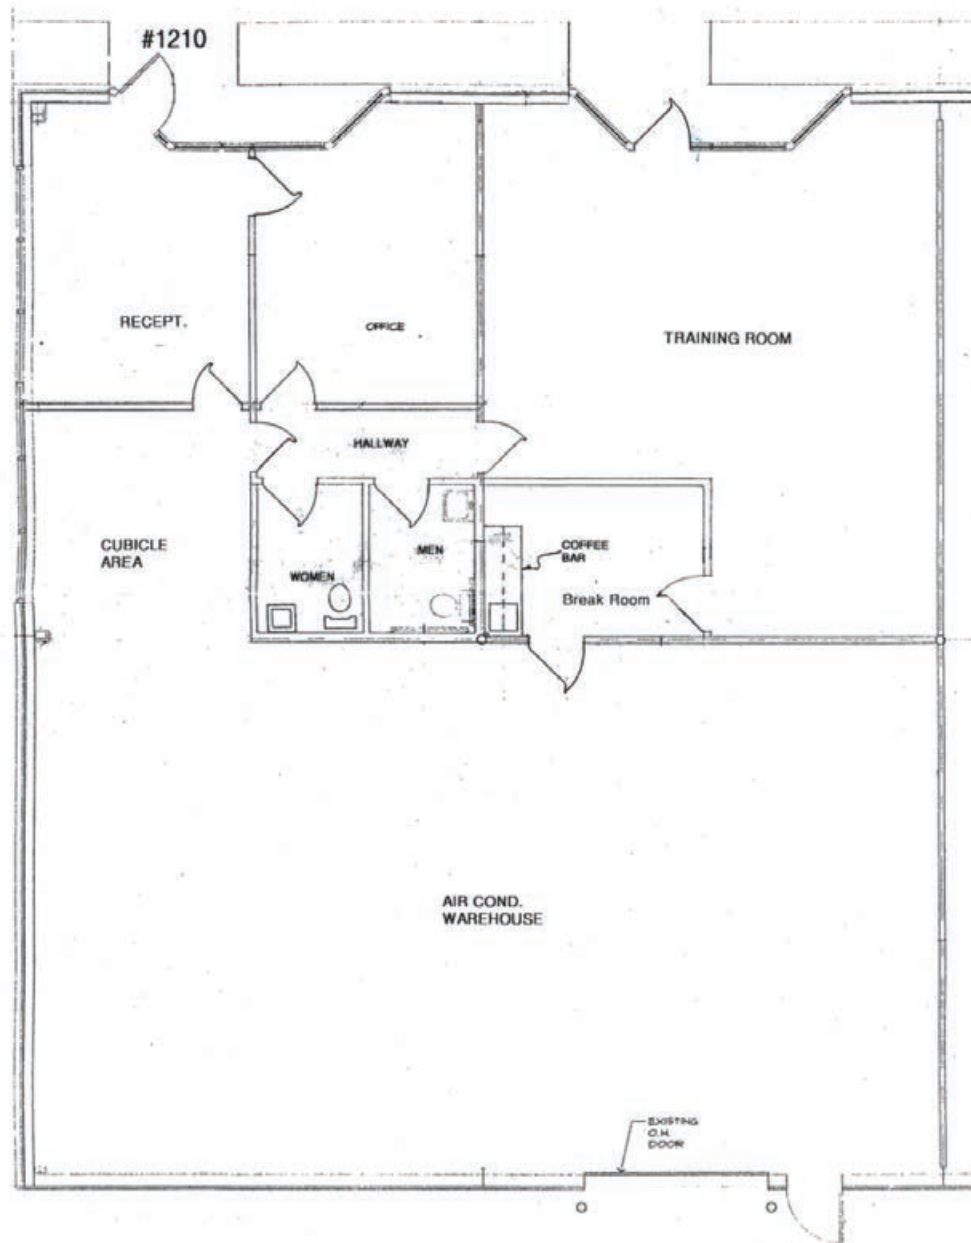 #1210
RECEPT.
OFFICE
TRAINING ROOM
HALLWAY
CUBICLE
AREA
WOMEN
MEN
COFFEE
BAR
Break Room
AIR COND.
WAREHOUSE
EXISTING
O.H.
DOOR